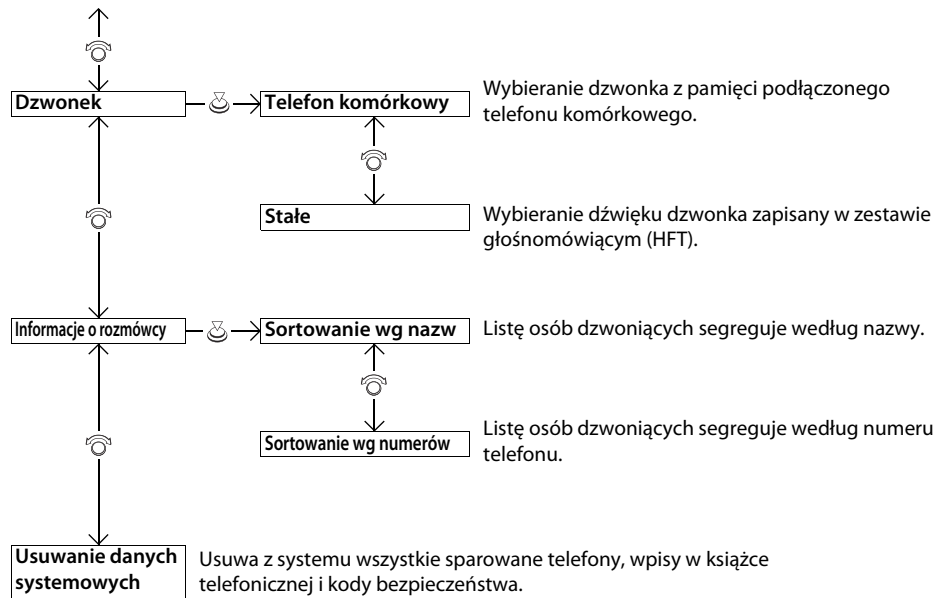 Dzwonek
Telefon komórkowy
Wybieranie dzwonka z pamięci podłączonego
telefonu komórkowego.
Stałe
Wybieranie dźwięku dzwonka zapisany w zestawie
głośnomówiącym (HFT).
Informacje o rozmówcy
Sortowanie wg nazw
Listę osób dzwoniących segreguje według nazwy.
Sortowanie wg numerów
Listę osób dzwoniących segreguje według numeru
telefonu.
Usuwanie danych
systemowych
Usuwa z systemu wszystkie sparowane telefony, wpisy w książce
telefonicznej i kody bezpieczeństwa.